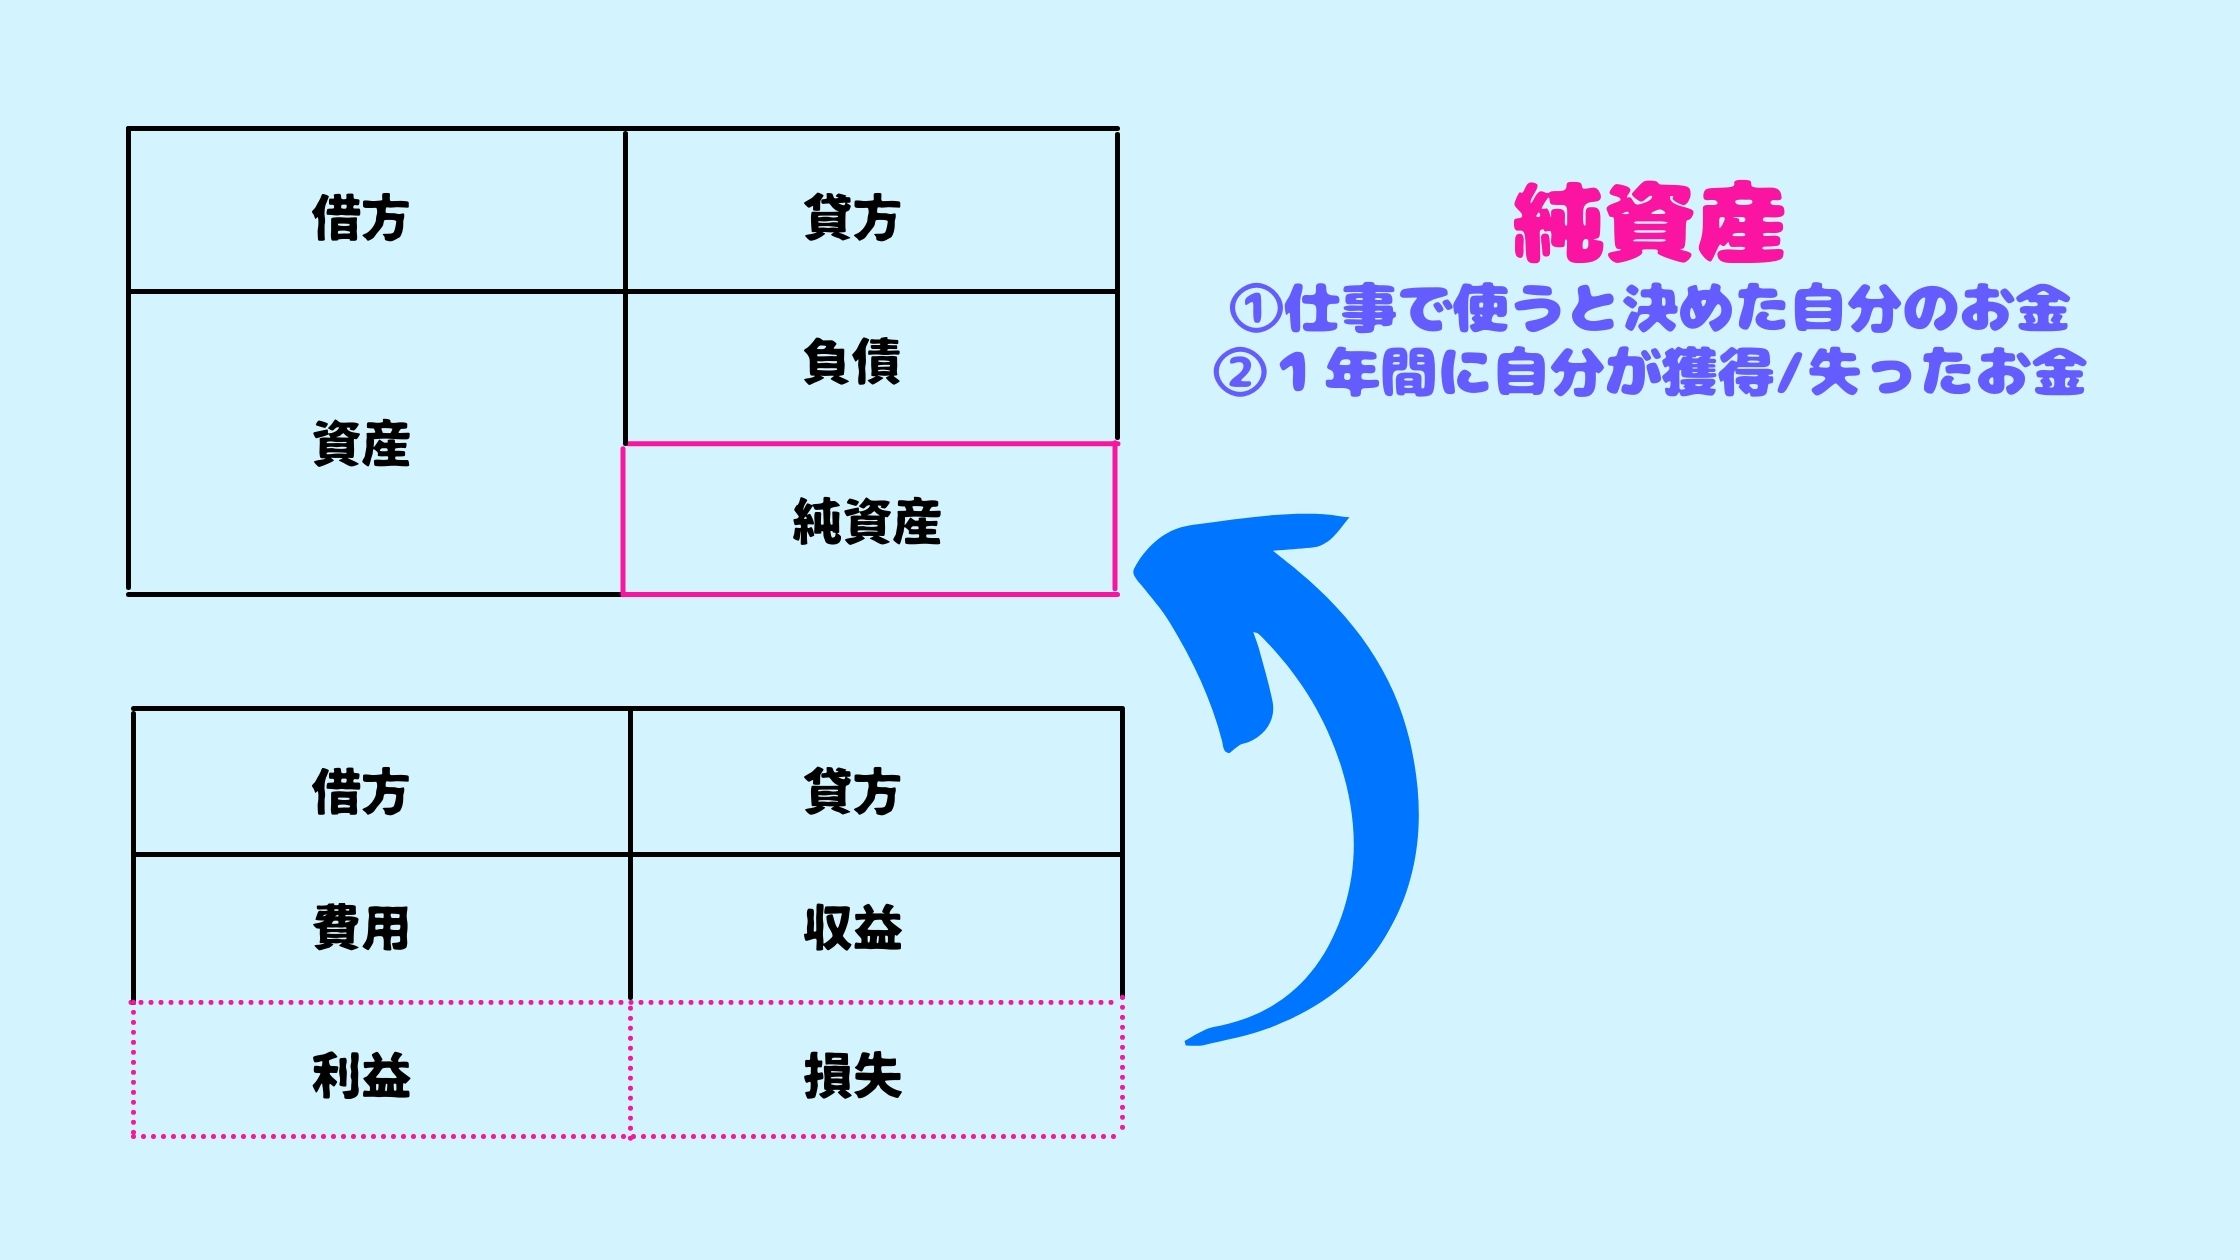 借方
貸方
資産
負債
純資産
純資産
①仕事で使うと決めた自分のお金
②１年間に自分が獲得/失ったお金
借方
貸方
費用
収益
利益
損失